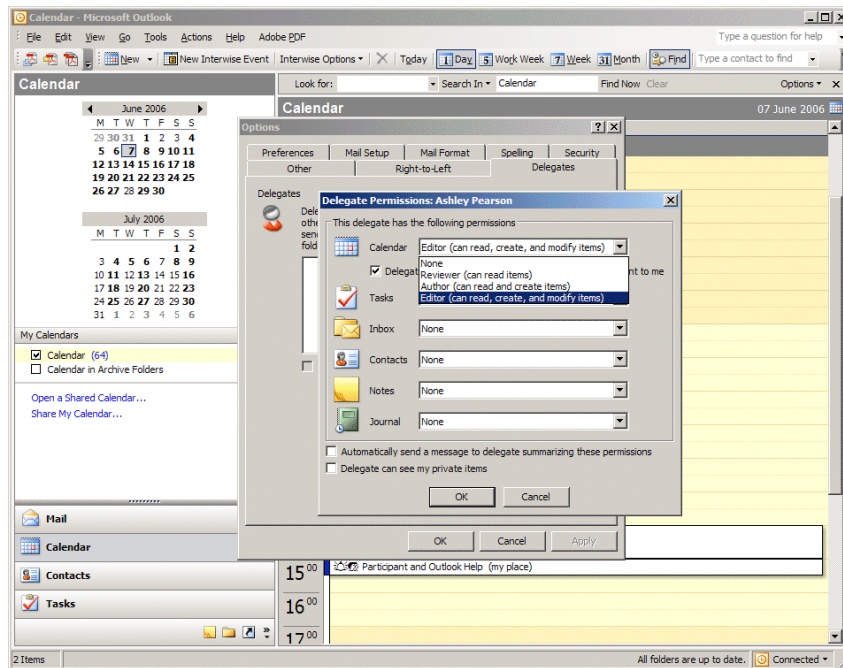 Calendar - Microsoft Outlook
File Edit View Go Tools Actions Help Adobe PDF Type a question for help
New New Interwise Event Interwise Options Today 1 Day 5 Work Week 7 Week 31 Month Find Type a contact to find
Calendar
Look for: Search In Calendar Find Now Clear Options
Calendar 07 June 2006
June 2006
M T W T F S S
29 30 31 1 2 3 4
5 6 7 8 9 10 11
12 13 14 15 16 17 18
19 20 21 22 23 24 25
26 27 28 29 30
July 2006
M T W T F S S
1 2
3 4 5 6 7 8 9
10 11 12 13 14 15 16
17 18 19 20 21 22 23
24 25 26 27 28 29 30
31 1 2 3 4 5 6
My Calendars
Calendar (64)
Calendar in Archive Folders
Open a Shared Calendar...
Share My Calendar...
Mail
Calendar
Contacts
Tasks
Options
Preferences Mail Setup Mail Format Spelling Security
Other Right-to-Left Delegates
Delegates
Dele
othe
send
fold
Delegate Permissions: Ashley Pearson
This delegate has the following permissions
Calendar Editor (can read, create, and modify items)
Delegat nt to me
None
Reviewer (can read items)
Author (can read and create items)
Editor (can read, create, and modify items)
Tasks
Inbox None
Contacts None
Notes None
Journal None
Automatically send a message to delegate summarizing these permissions
Delegate can see my private items
OK Cancel
OK Cancel Apply
15 00 Participant and Outlook Help (my place)
16 00
17 00
2 Items All folders are up to date. Connected